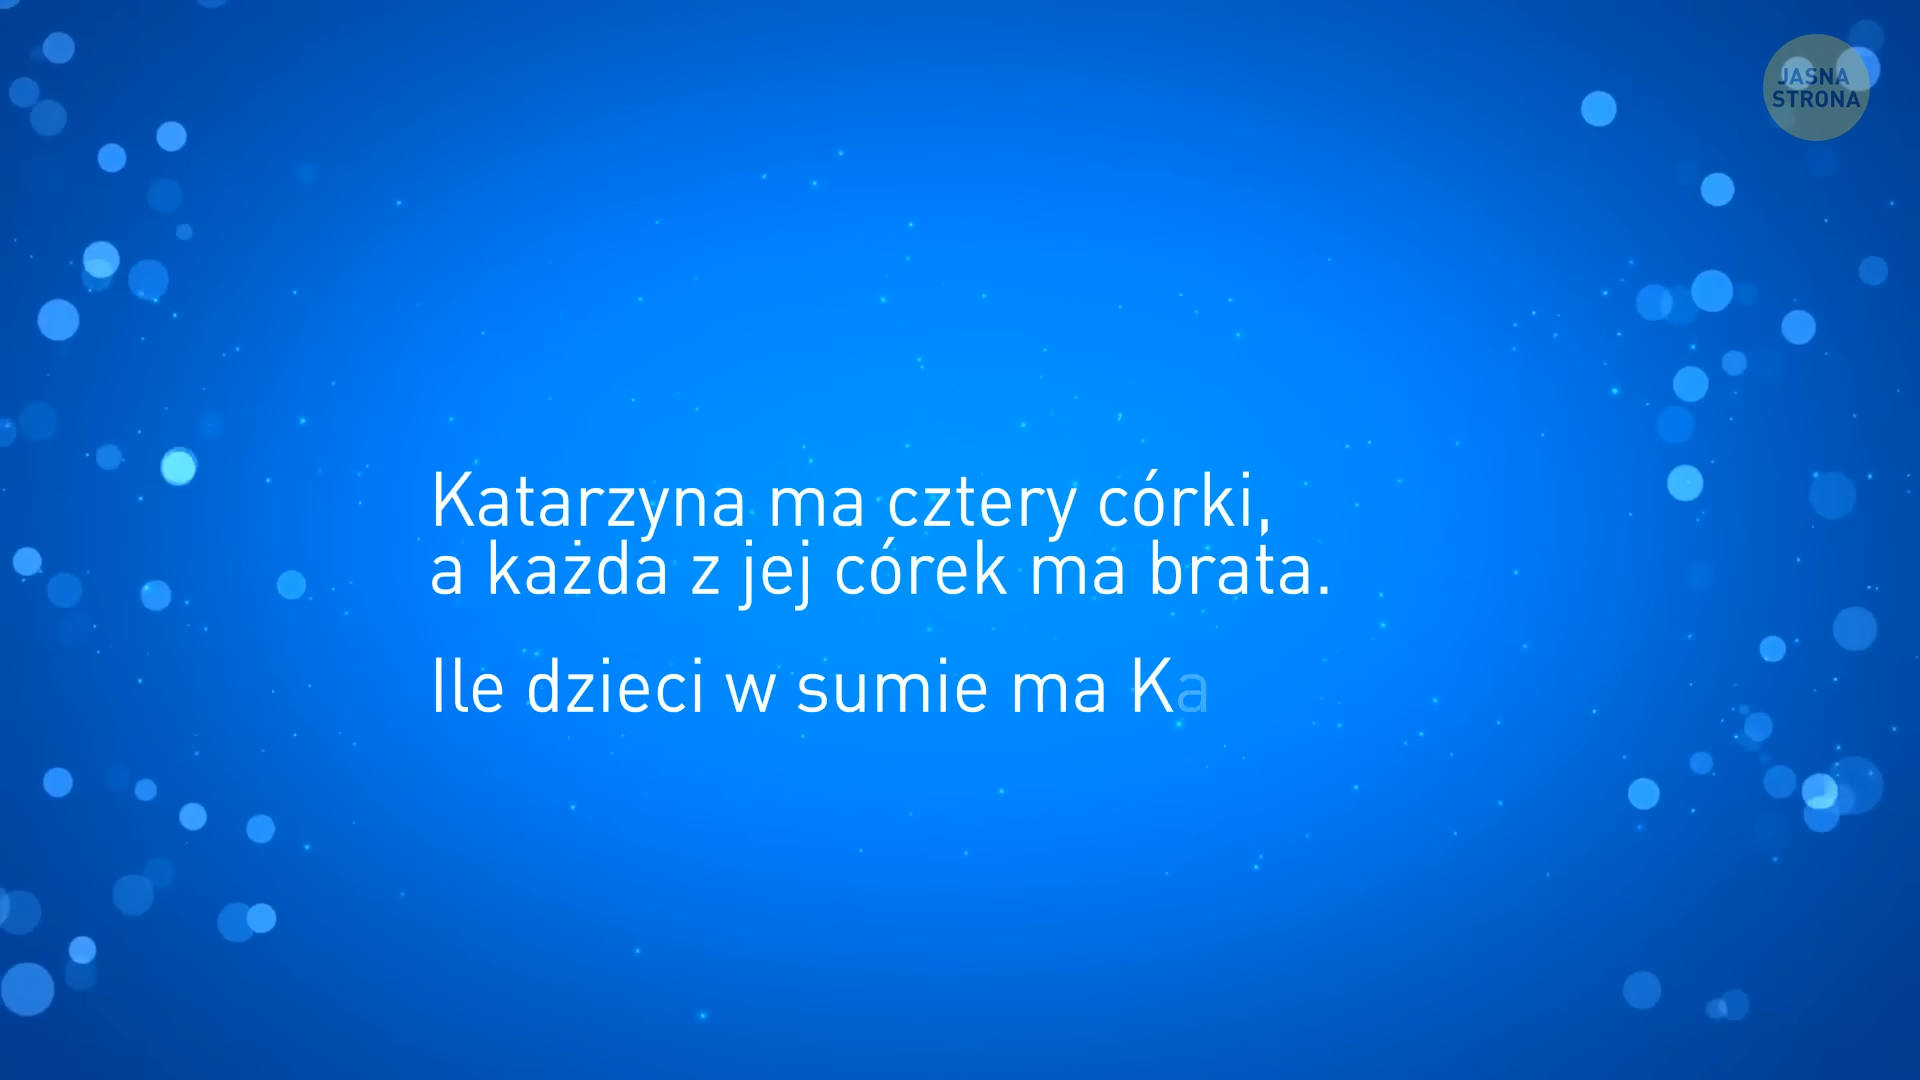 JASNA
STRONA
Katarzyna ma cztery córki,
a każda z jej córek ma brata.
Ile dzieci w sumie ma Ka